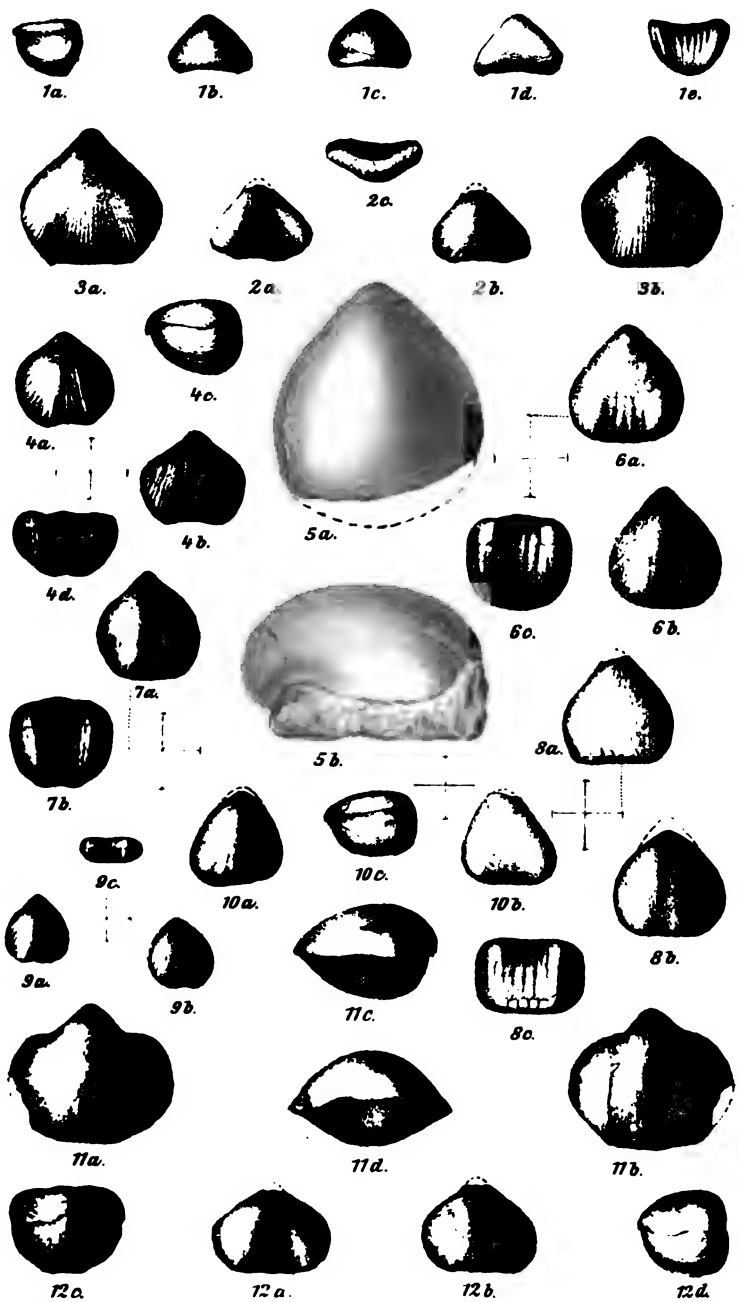 1a. 1b. 1c. 1d. 1e.
2c.
3a. 2a. 2b. 3b.
4c.
4a. 6a.
5a. 4b.
4d. 6c. 6b.
7a.
5b. 8a.
7b.
9c. 10a. 10c. 10b.
9a. 9b. 11c. 8c. 8b.
11a. 11d. 11b.
12c. 12a. 12b. 12d.